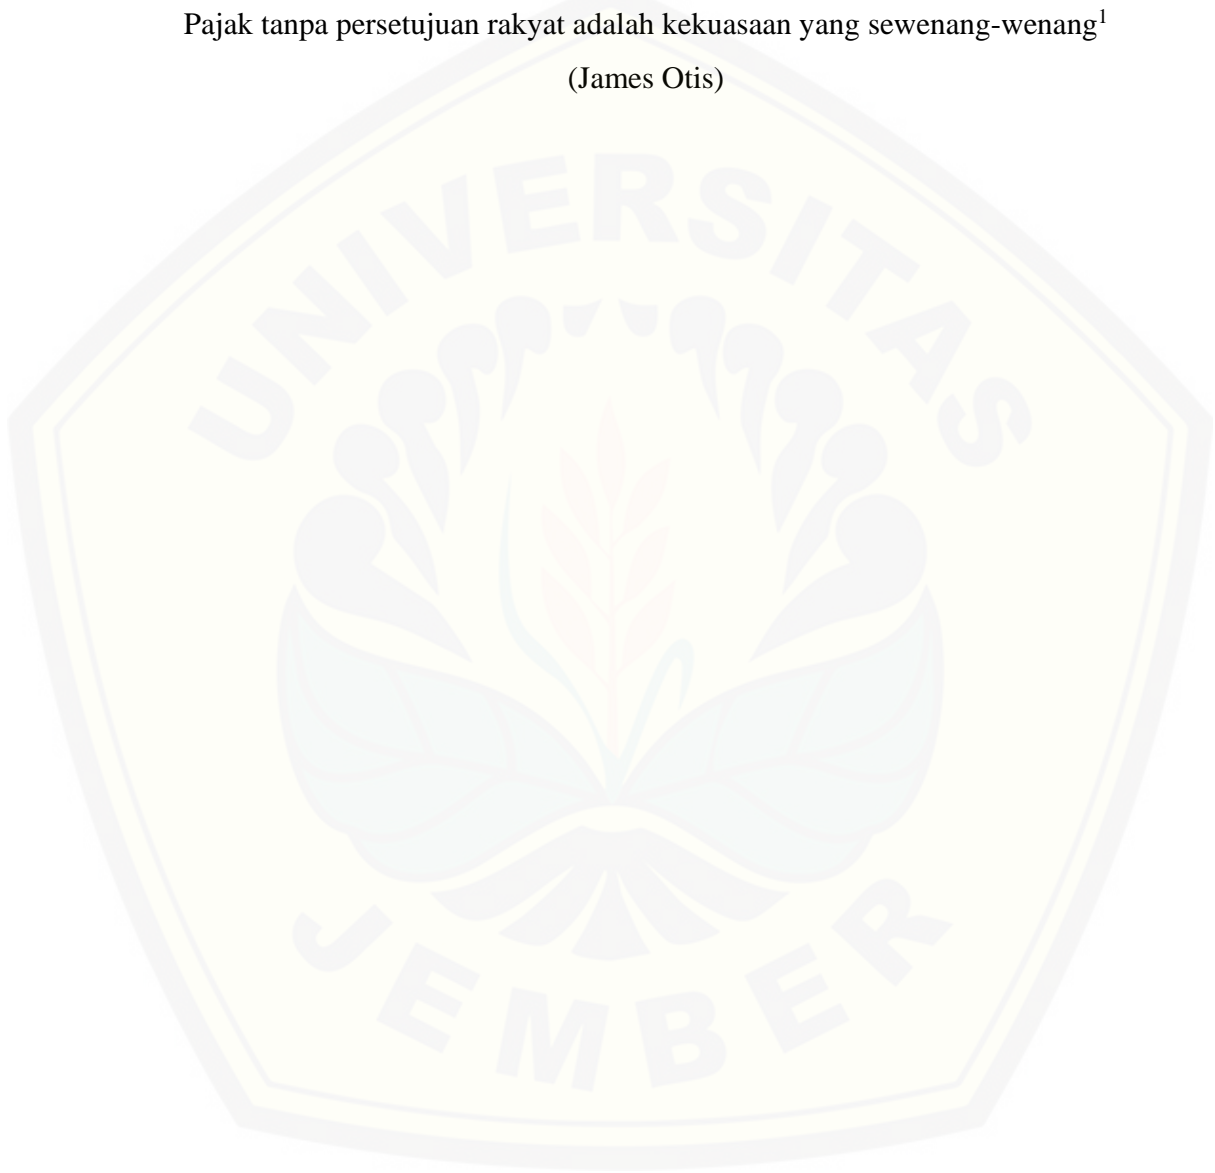 Pajak tanpa persetujuan rakyat adalah kekuasaan yang sewenang-wenang¹
(James Otis)
UNIVERSITAS
JEMBER